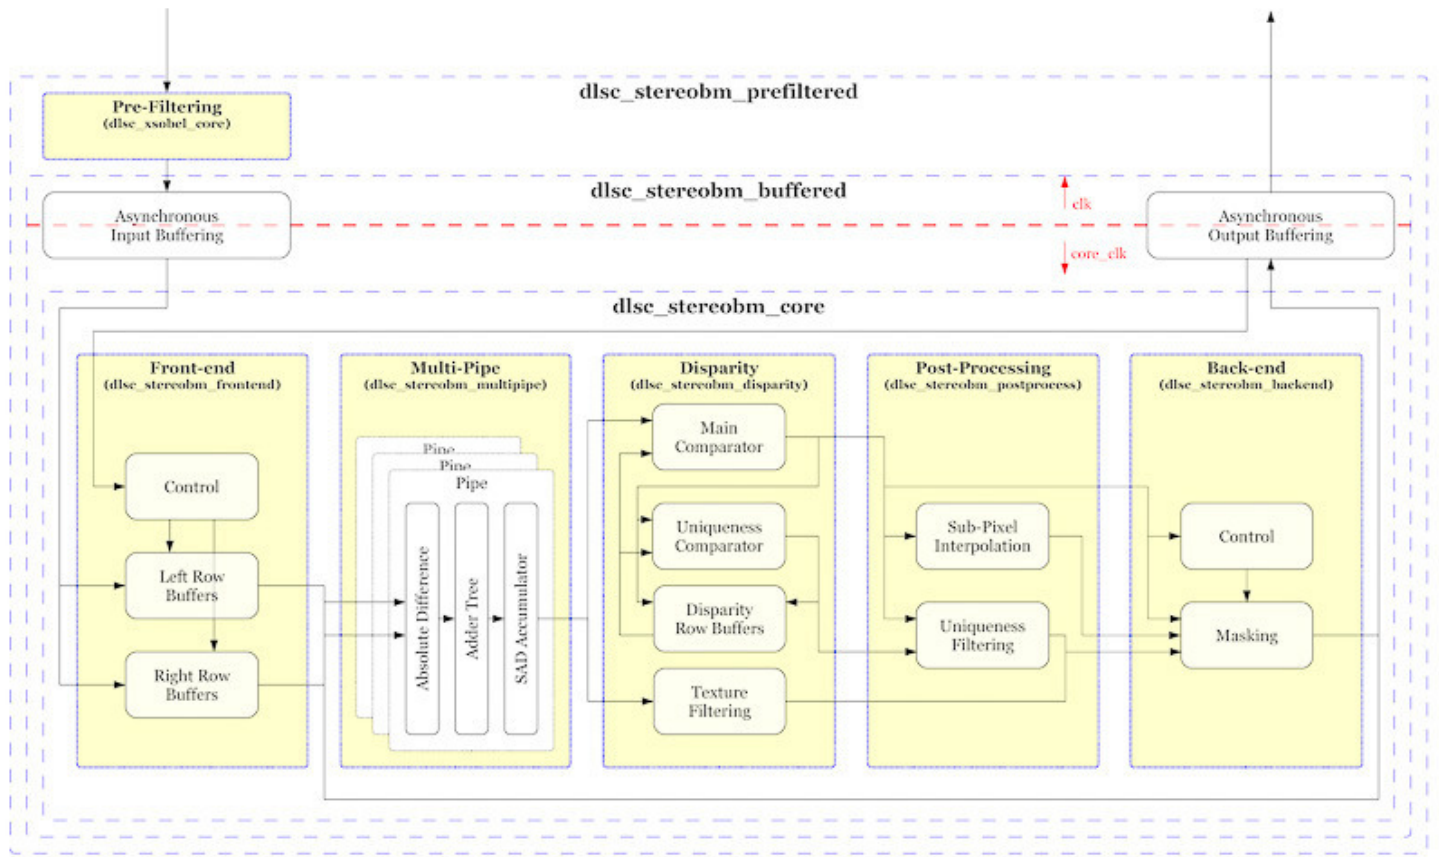 dlsc_stereobm_prefiltered
Pre-Filtering
(dlsc_xsobel_core)
dlsc_stereobm_buffered
Asynchronous
Input Buffering
clk
core_clk
Asynchronous
Output Buffering
dlsc_stereobm_core
Front-end
(dlsc_stereobm_frontend)
Control
Left Row
Buffers
Right Row
Buffers
Multi-Pipe
(dlsc_stereobm_multipipe)
Pipe
Pipe
Pipe
Absolute Difference
Adder Tree
SAD Accumulator
Disparity
(dlsc_stereobm_disparity)
Main
Comparator
Uniqueness
Comparator
Disparity
Row Buffers
Texture
Filtering
Post-Processing
(dlsc_stereobm_postprocess)
Sub-Pixel
Interpolation
Uniqueness
Filtering
Back-end
(dlsc_stereobm_backend)
Control
Masking